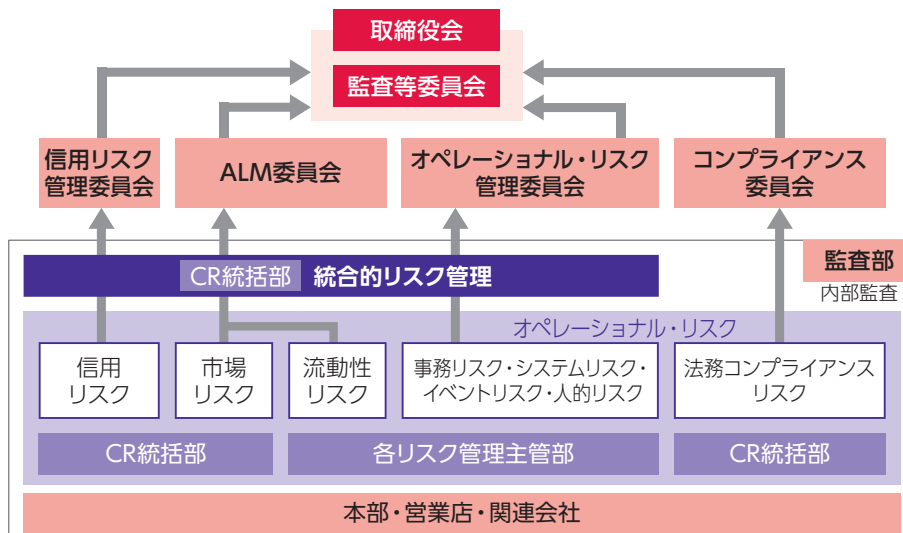 取締役会
監査等委員会
信用リスク
管理委員会
ALM委員会
オペレーショナル・リスク
管理委員会
コンプライアンス
委員会
監査部
内部監査
CR統括部 統合的リスク管理
オペレーショナル・リスク
信用
リスク
市場
リスク
流動性
リスク
事務リスク・システムリスク・
イベントリスク・人的リスク
法務コンプライアンス
リスク
CR統括部
各リスク管理主管部
CR統括部
本部・営業店・関連会社